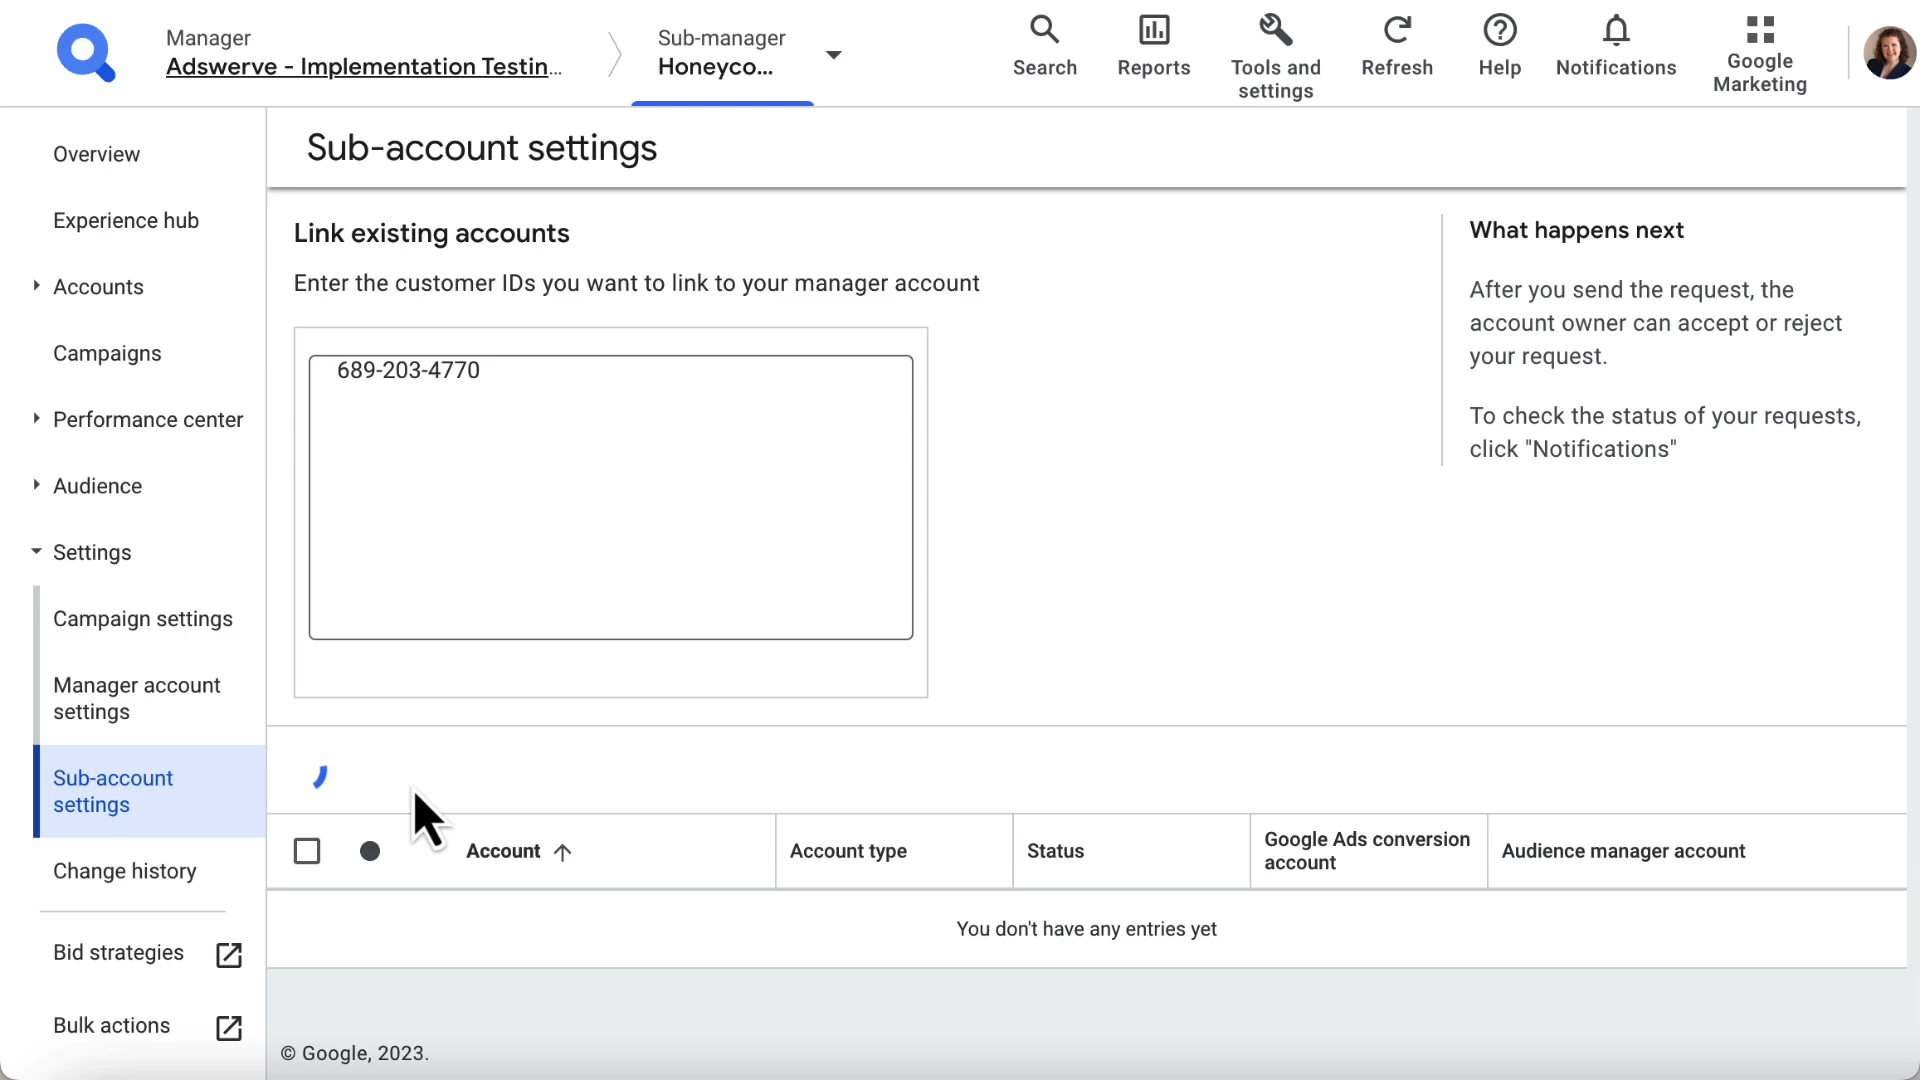 Manager
Adswerve - Implementation Testin...
Sub-manager
Honeyco...
Search
Reports
Tools and
settings
Refresh
Help
Notifications
Google
Marketing
Overview
Experience hub
Accounts
Campaigns
Performance center
Audience
Settings
Campaign settings
Manager account
settings
Sub-account
settings
Change history
Bid strategies
Bulk actions
Sub-account settings
Link existing accounts
Enter the customer IDs you want to link to your manager account
689-203-4770
What happens next
After you send the request, the
account owner can accept or reject
your request.
To check the status of your requests,
click "Notifications"
Account
Account type
Status
Google Ads conversion
account
Audience manager account
You don't have any entries yet
© Google, 2023.